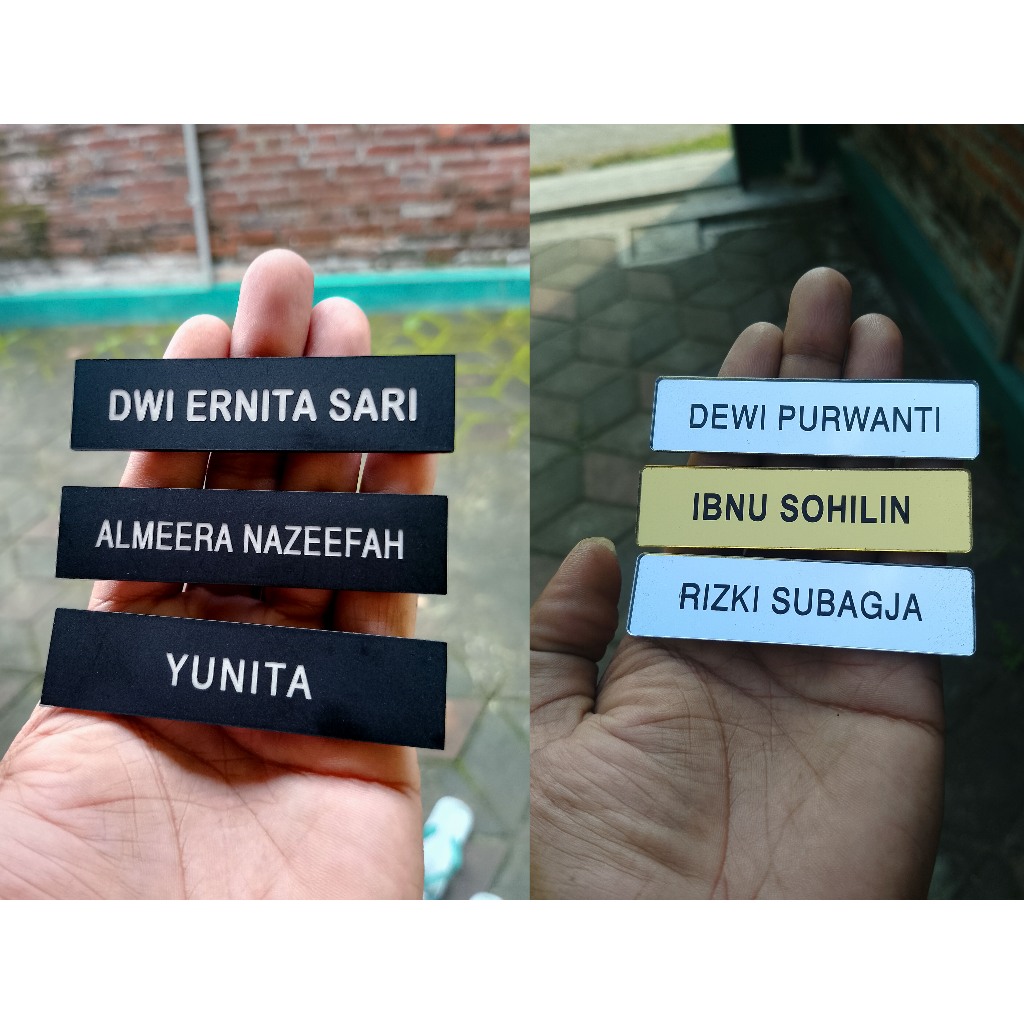 DWI ERNITA SARI
ALMEERA NAZEEFAH
YUNITA
DEWI PURWANTI
IBNU SOHILIN
RIZKI SUBAGJA